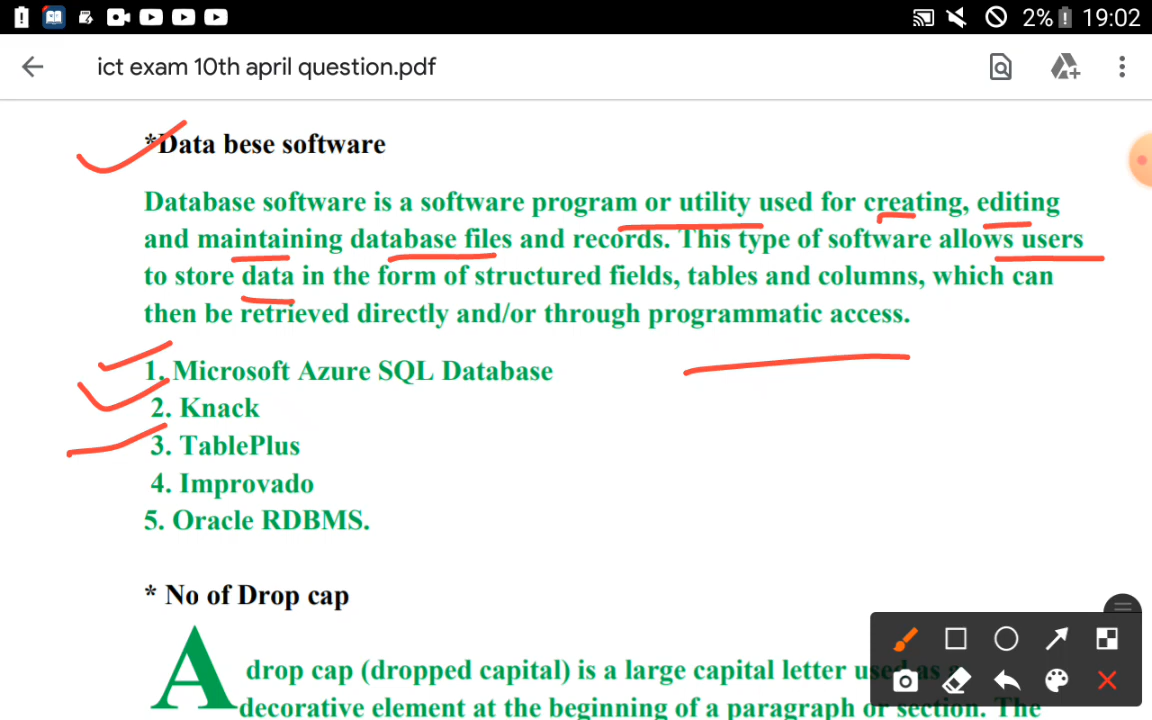 2% 19:02
ict exam 10th april question.pdf
*Data bese software
Database software is a software program or utility used for creating, editing
and maintaining database files and records. This type of software allows users
to store data in the form of structured fields, tables and columns, which can
then be retrieved directly and/or through programmatic access.
1. Microsoft Azure SQL Database
2. Knack
3. TablePlus
4. Improvado
5. Oracle RDBMS.
* No of Drop cap
A drop cap (dropped capital) is a large capital letter used as a
decorative element at the beginning of a paragraph or section. The